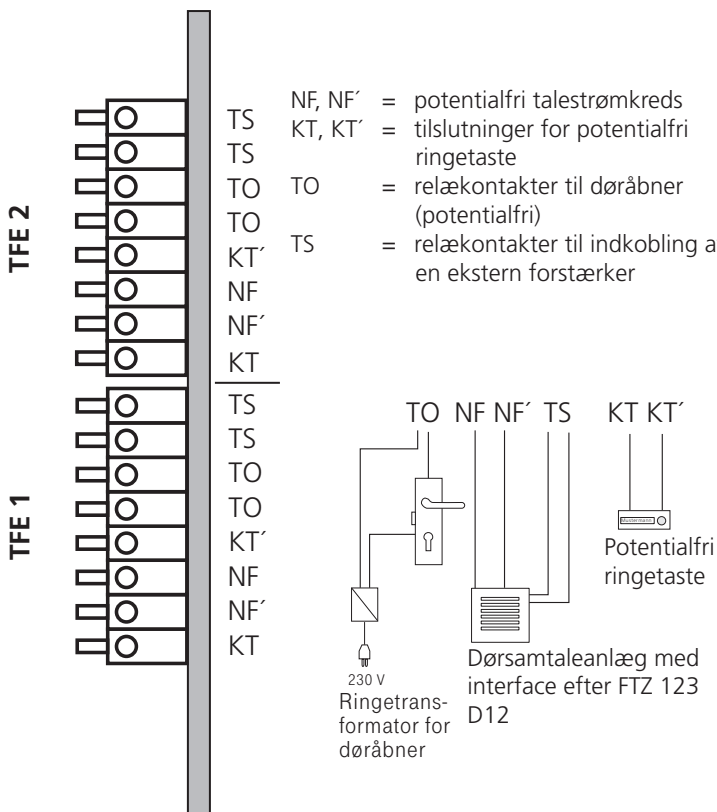 TFE 2
TS
TS
TO
TO
KT´
NF
NF´
KT
TFE 1
TS
TS
TO
TO
KT´
NF
NF´
KT
NF, NF´ = potentialfri talestrømkreds
KT, KT´ = tilslutninger for potentialfri
ringetaste
TO = relækontakter til døråbner
(potentialfri)
TS = relækontakter til indkobling a
en ekstern forstærker
TO NF NF´ TS KT KT´
Mustermann
Potentialfri
ringetaste
230 V
Ringetrans-
formator for
døråbner
Dørsamtaleanlæg med
interface efter FTZ 123
D12